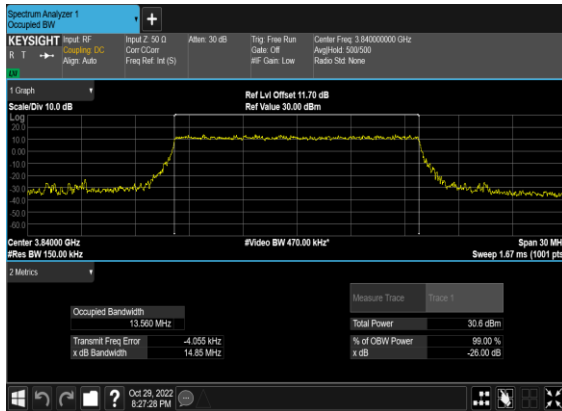 Spectrum Analyzer 1
Occupied BW
KEYSIGHT
R T
LXI
Input: RF
Coupling: DC
Align: Auto
Input Z: 50 Ω
Corr CCorr
Freq Ref: Int (S)
Atten: 30 dB
Trig: Free Run
Gate: Off
#IF Gain: Low
Center Freq: 3.840000000 GHz
Avg|Hold: 500/500
Radio Std: None
1 Graph
Scale/Div 10.0 dB
Ref Lvl Offset 11.70 dB
Ref Value 30.00 dBm
Log
20.0
10.0
0.00
-10.0
-20.0
-30.0
-40.0
-50.0
-60.0
Center 3.84000 GHz
#Video BW 470.00 kHz*
Span 30 MH
#Res BW 150.00 kHz
Sweep 1.67 ms (1001 pts
2 Metrics
Measure Trace
Trace 1
Occupied Bandwidth
13.560 MHz
Total Power
30.6 dBm
Transmit Freq Error
-4.055 kHz
% of OBW Power
99.00 %
x dB Bandwidth
14.85 MHz
x dB
-26.00 dB
?
Oct 29, 2022
8:27:28 PM